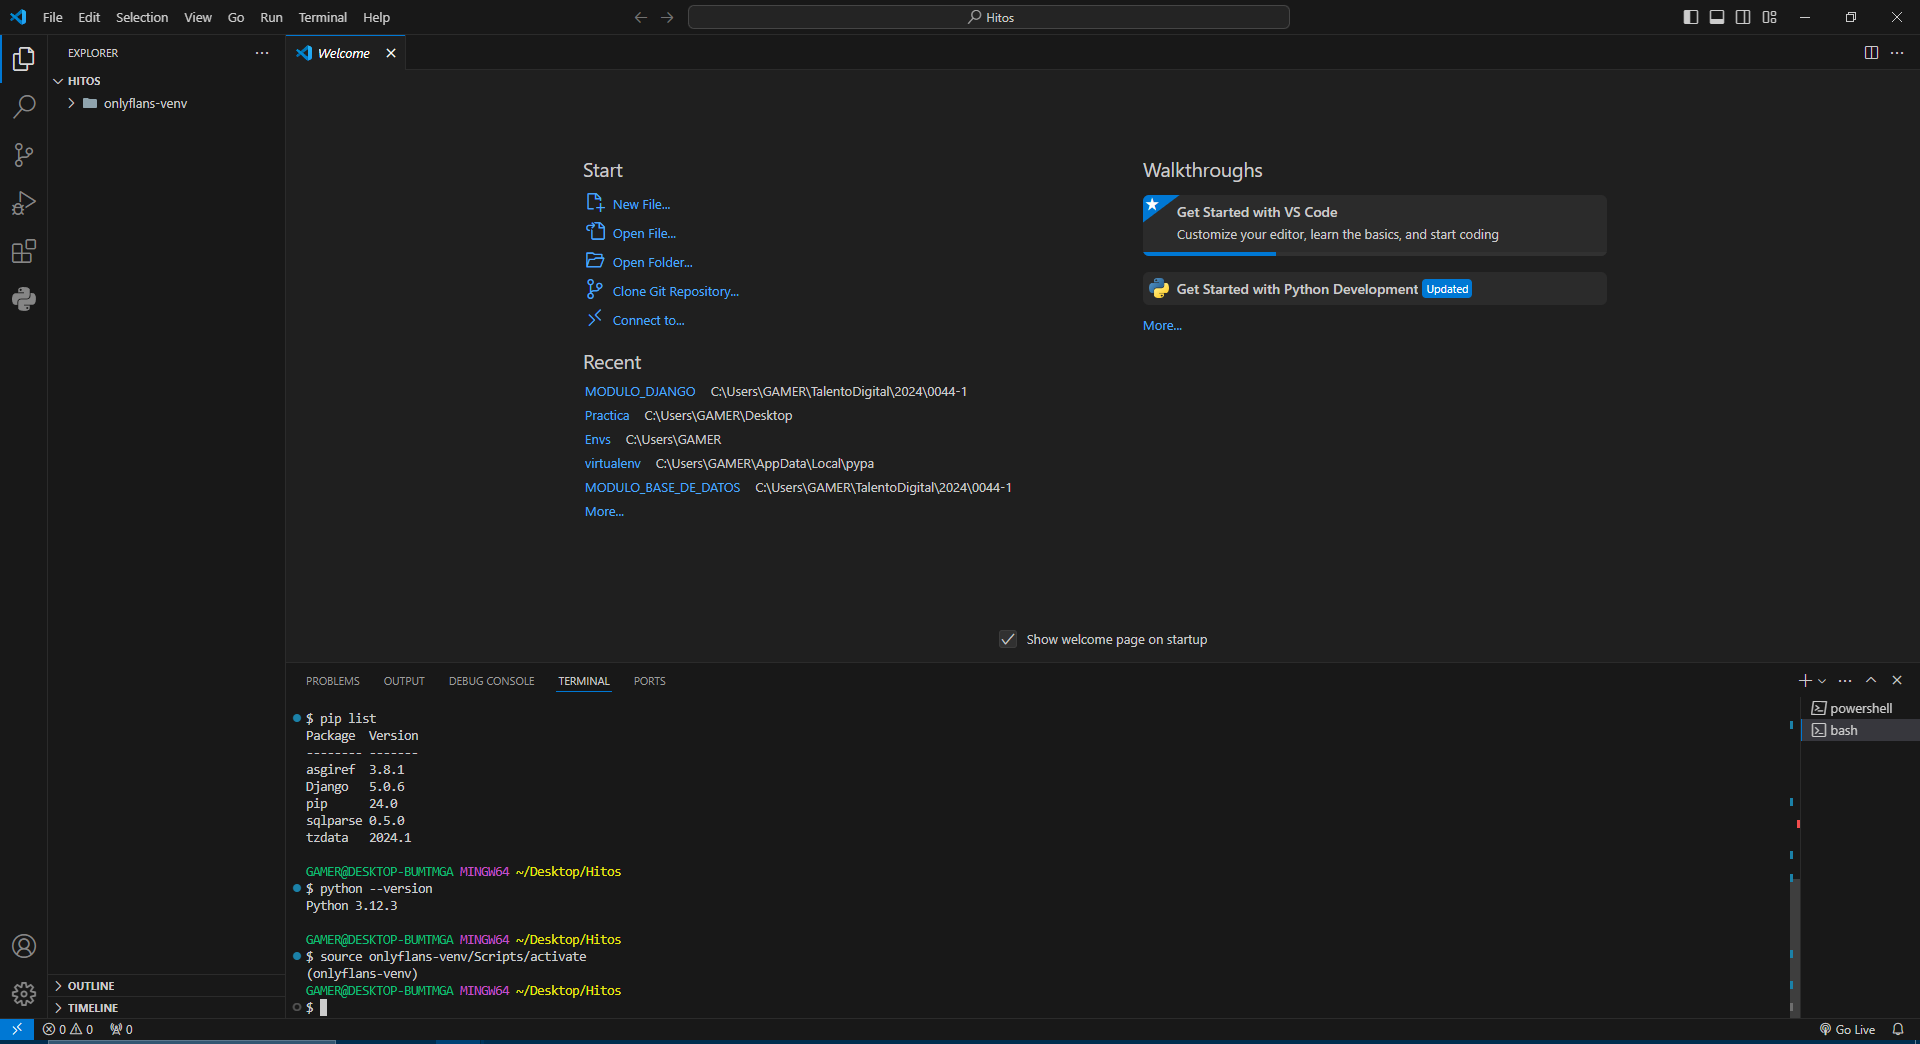 File Edit Selection View Go Run Terminal Help
Hitos
EXPLORER
Welcome
HITOS
onlyflans-venv
Start
New File...
Open File...
Open Folder...
Clone Git Repository...
Connect to...
Recent
MODULO_DJANGO C:\Users\GAMER\TalentoDigital\2024\0044-1
Practica C:\Users\GAMER\Desktop
Envs C:\Users\GAMER
virtualenv C:\Users\GAMER\AppData\Local\pypa
MODULO_BASE_DE_DATOS C:\Users\GAMER\TalentoDigital\2024\0044-1
More...
Walkthroughs
Get Started with VS Code
Customize your editor, learn the basics, and start coding
Get Started with Python Development Updated
More...
Show welcome page on startup
PROBLEMS OUTPUT DEBUG CONSOLE TERMINAL PORTS
powershell
bash
$ pip list
Package Version
-------- -------
asgiref 3.8.1
Django 5.0.6
pip 24.0
sqlparse 0.5.0
tzdata 2024.1
GAMER@DESKTOP-BUMTMGA MINGW64 ~/Desktop/Hitos
$ python --version
Python 3.12.3
GAMER@DESKTOP-BUMTMGA MINGW64 ~/Desktop/Hitos
$ source onlyflans-venv/Scripts/activate
(onlyflans-venv)
GAMER@DESKTOP-BUMTMGA MINGW64 ~/Desktop/Hitos
$
OUTLINE
TIMELINE
0 0 0
Go Live